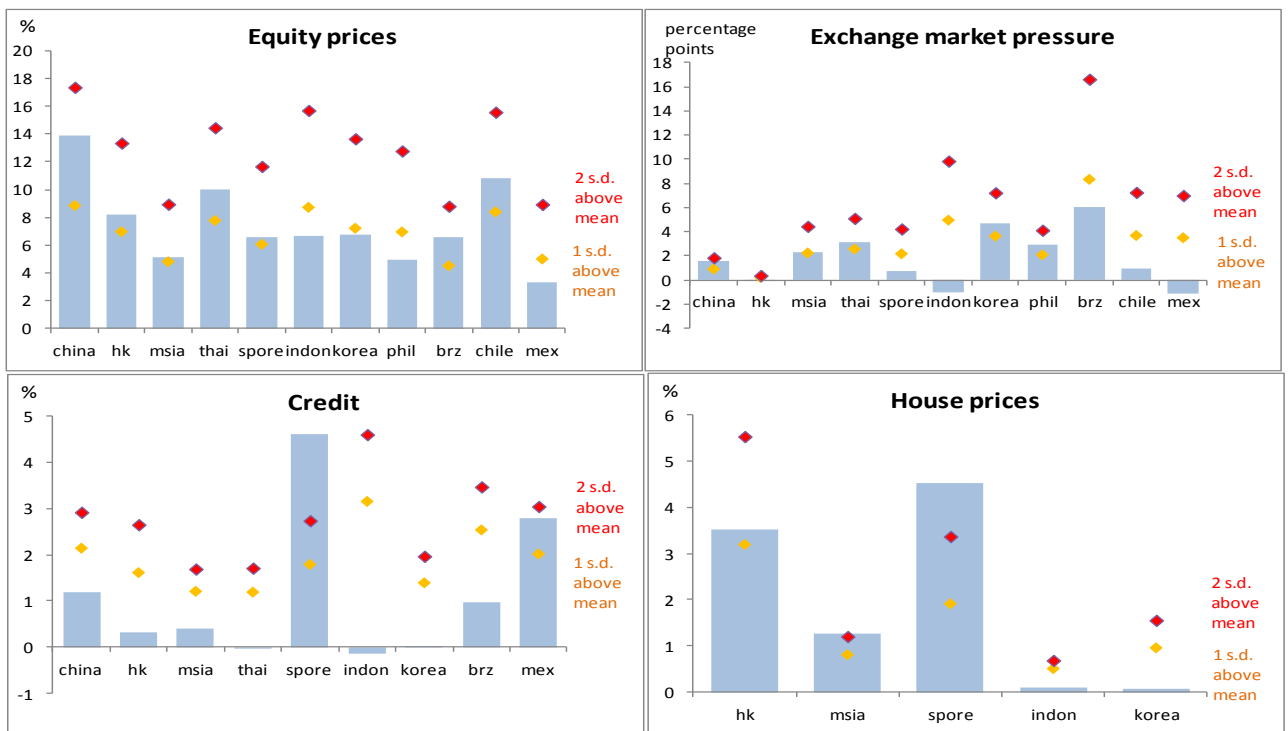 %
Equity prices
20
18
16
14
12
10
8
6
4
2
0
2 s.d.
above
mean
1 s.d.
above
mean
china hk msia thai spore indon korea phil brz chile mex
percentage
points
Exchange market pressure
18
16
14
12
10
8
6
4
2
0
-2
-4
2 s.d.
above
mean
1 s.d.
above
mean
china hk msia thai spore indon korea phil brz chile mex
%
Credit
5
4
3
2
1
0
-1
2 s.d.
above
mean
1 s.d.
above
mean
china hk msia thai spore indon korea brz mex
%
House prices
6
5
4
3
2
1
0
2 s.d.
above
mean
1 s.d.
above
mean
hk msia spore indon korea